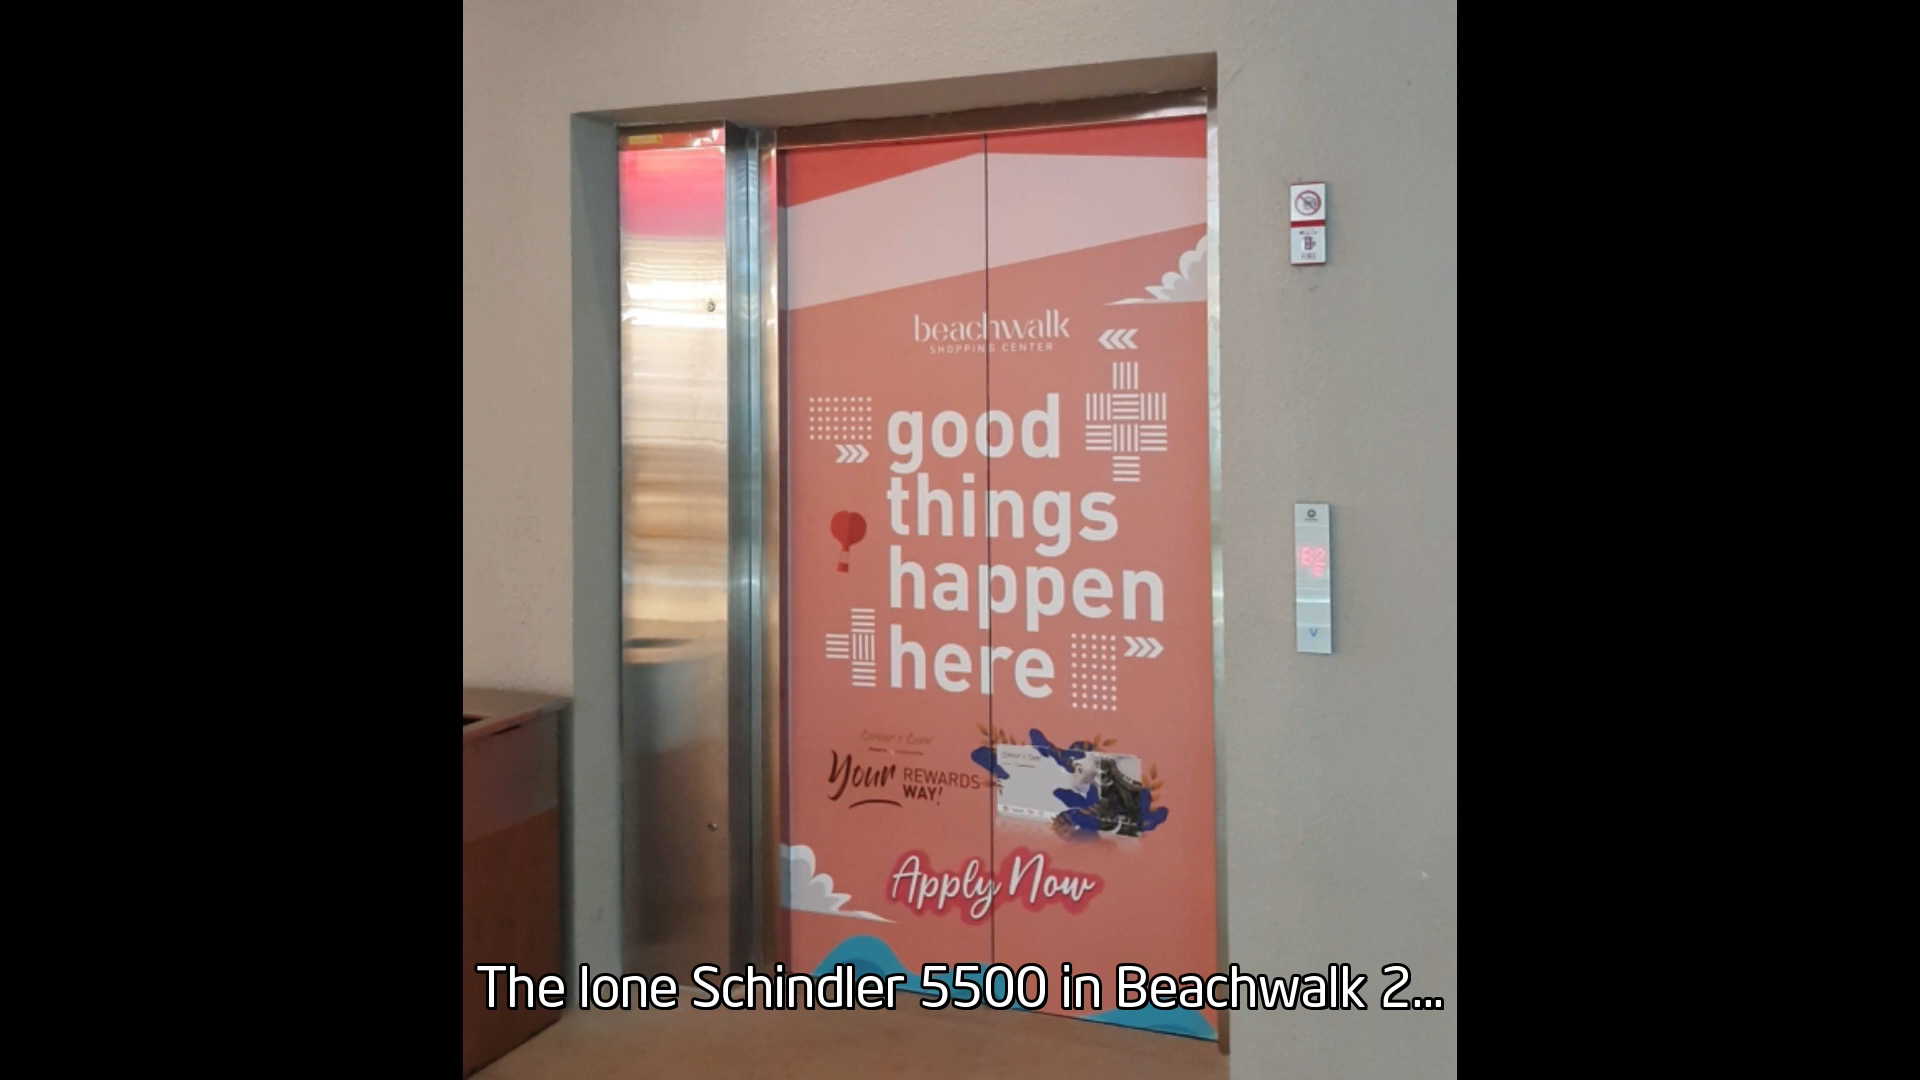 beachwalk
SHOPPING CENTER
good
things
happen
here
Your REWARDS
WAY!
Apply Now
B2
The lone Schindler 5500 in Beachwalk 2...